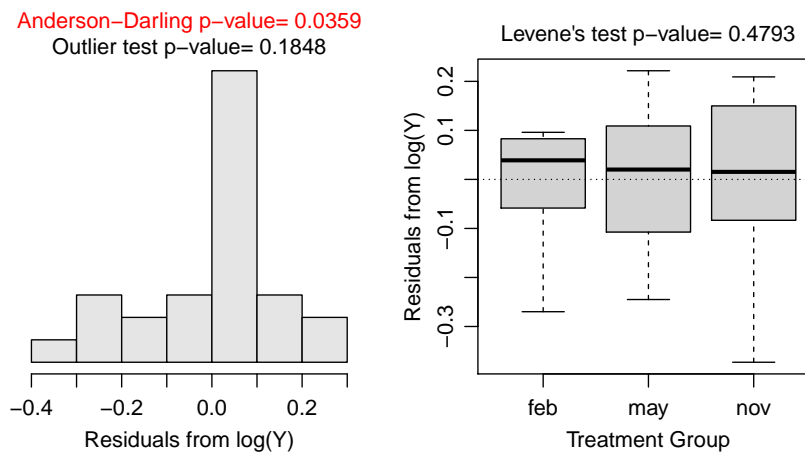 Anderson−Darling p−value= 0.0359
Outlier test p−value= 0.1848
−0.4 −0.2 0.0 0.2
Residuals from log(Y)
Levene's test p−value= 0.4793
Residuals from log(Y)
0.2
0.1
−0.1
−0.3
feb may nov
Treatment Group